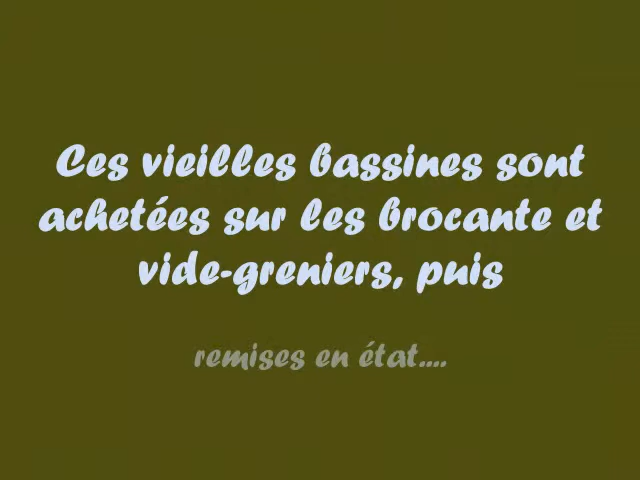 Ces vieilles bassines sont
achetées sur les brocante et
vide-greniers, puis
remises en état....